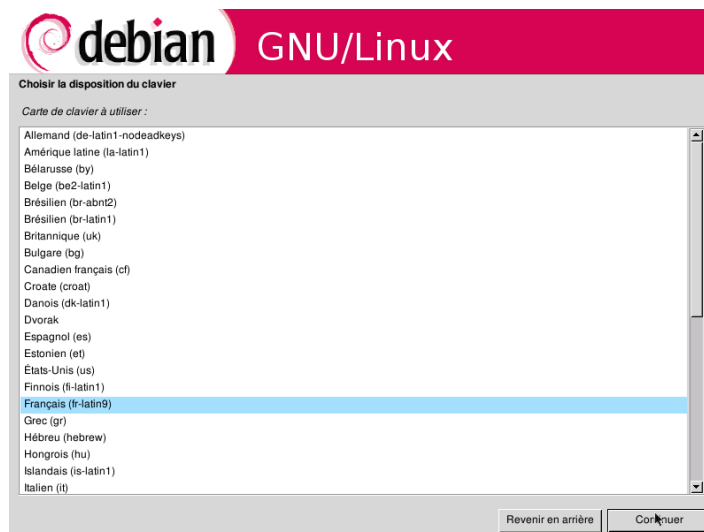 debian GNU/Linux
Choisir la disposition du clavier
Carte de clavier à utiliser :
Allemand (de-latin1-nodeadkeys)
Amérique latine (la-latin1)
Bélarusse (by)
Belge (be2-latin1)
Brésilien (br-abnt2)
Brésilien (br-latin1)
Britannique (uk)
Bulgare (bg)
Canadien français (cf)
Croate (croat)
Danois (dk-latin1)
Dvorak
Espagnol (es)
Estonien (et)
États-Unis (us)
Finnois (fi-latin1)
Français (fr-latin9)
Grec (gr)
Hébreu (hebrew)
Hongrois (hu)
Islandais (is-latin1)
Italien (it)
Revenir en arrière Continuer